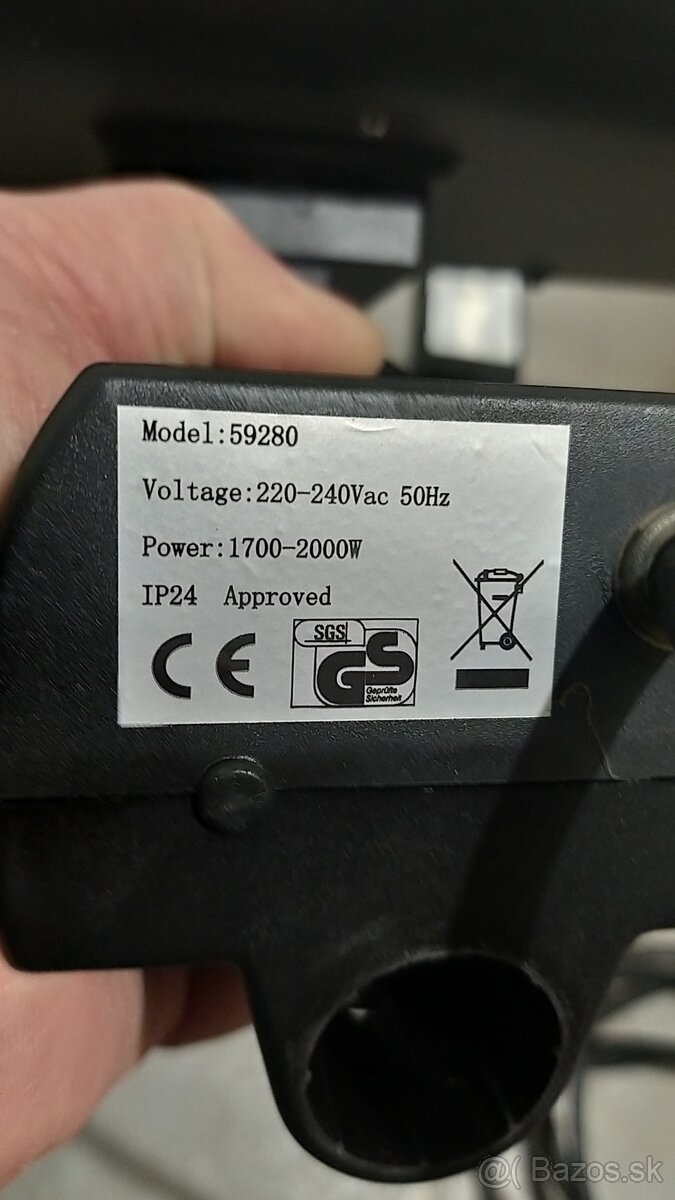 Model:59280
Voltage:220-240Vac 50Hz
Power:1700-2000W
IP24 Approved
CE
SGS
GS
Geprüfte
Sicherheit
@( Bazos.sk